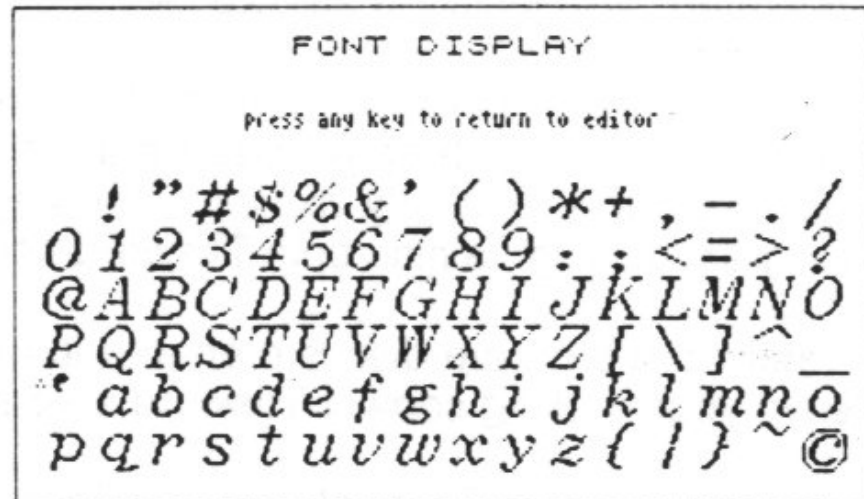 FONT DISPLAY
press any key to return to editor
! " # $ % & ' ( ) * + , - . /
0 1 2 3 4 5 6 7 8 9 : ; < = > ?
@ A B C D E F G H I J K L M N O
P Q R S T U V W X Y Z [ \ ] ^ _
‘ a b c d e f g h i j k l m n o
p q r s t u v w x y z { | } ~ ©